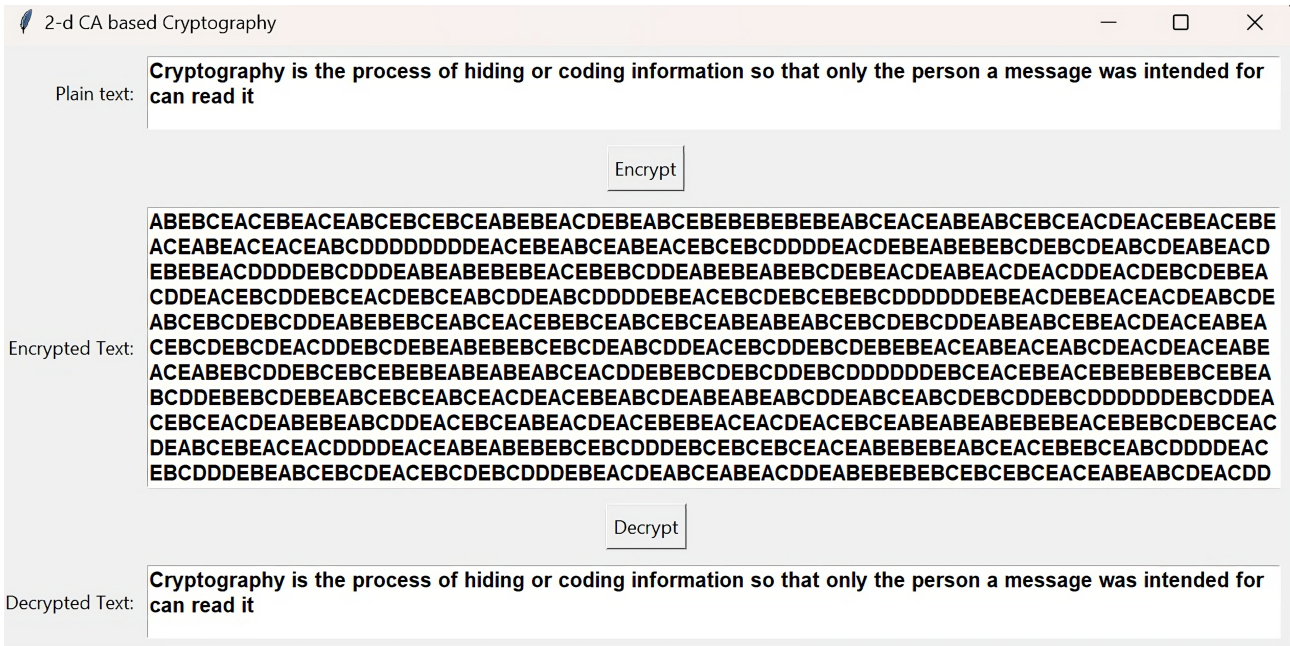 2-d CA based Cryptography
Plain text:
Cryptography is the process of hiding or coding information so that only the person a message was intended for
can read it
Encrypt
Encrypted Text:
ABEBCEACEBEACEABCEBCEBCEABEBEACDEBEABCEBEBEBEBEBEABCEACEABEABCEBCEACDEACEBEACEBE
ACEABEACEACEABCDDDDDDDDEACEBEABCEABEACEBCEBCDDDDEACDEBEABEBEBCDEBCDEABCDEABEACD
EBEBEACDDDDEBCDDDEABEABEBEBEACEBEBCDDEABEBEABEBCDEBEACDEABEACDEACDDEACDEBCDEBEA
CDDEACEBCDDEBCEACDEBCEABCDDEABCDDDDEBEACEBCDEBCEBEBCDDDDDDEBEACDEBEACEACDEABCDE
ABCEBCDEBCDDEABEBEBCEABCEACEBEBCEABCEBCEABEABEABCEBCDEBCDDEABEABCEBEACDEACEABEA
CEBCDEBCDEACDDEBCDEBEABEBEBCEBCDEABCDDEACEBCDDEBCDEBEBEACEABEACEABCDEACDEACEABE
ACEABEBCDDEBCEBCEBEBEABEABEABCEACDDEBEBCDEBCDDEBCDDDDDDEBCEACEBEACEBEBEBEBCEBEA
BCDDEBEBCDEBEABCEBCEABCEACDEACEBEABCDEABEABEABCDDEABCEABCDEBCDDEBCDDDDDDEBCDDEA
CEBCEACDEABEBEABCDDEACEBCEABEACDEACEBEBEACEACDEACEBCEABEABEABEBEBEACEBEBCDEBCEAC
DEABCEBEACEACDDDDEACEABEABEBEBCEBCDDDEBCEBCEBCEACEABEBEBEABCEACEBEBCEABCDDDDEAC
EBCDDDEBEABCEBCDEACEBCDEBCDDDEBEACDEABCEABEACDDEABEBEBEBCEBCEBCEACEABEABCDEACDD
Decrypt
Decrypted Text:
Cryptography is the process of hiding or coding information so that only the person a message was intended for
can read it